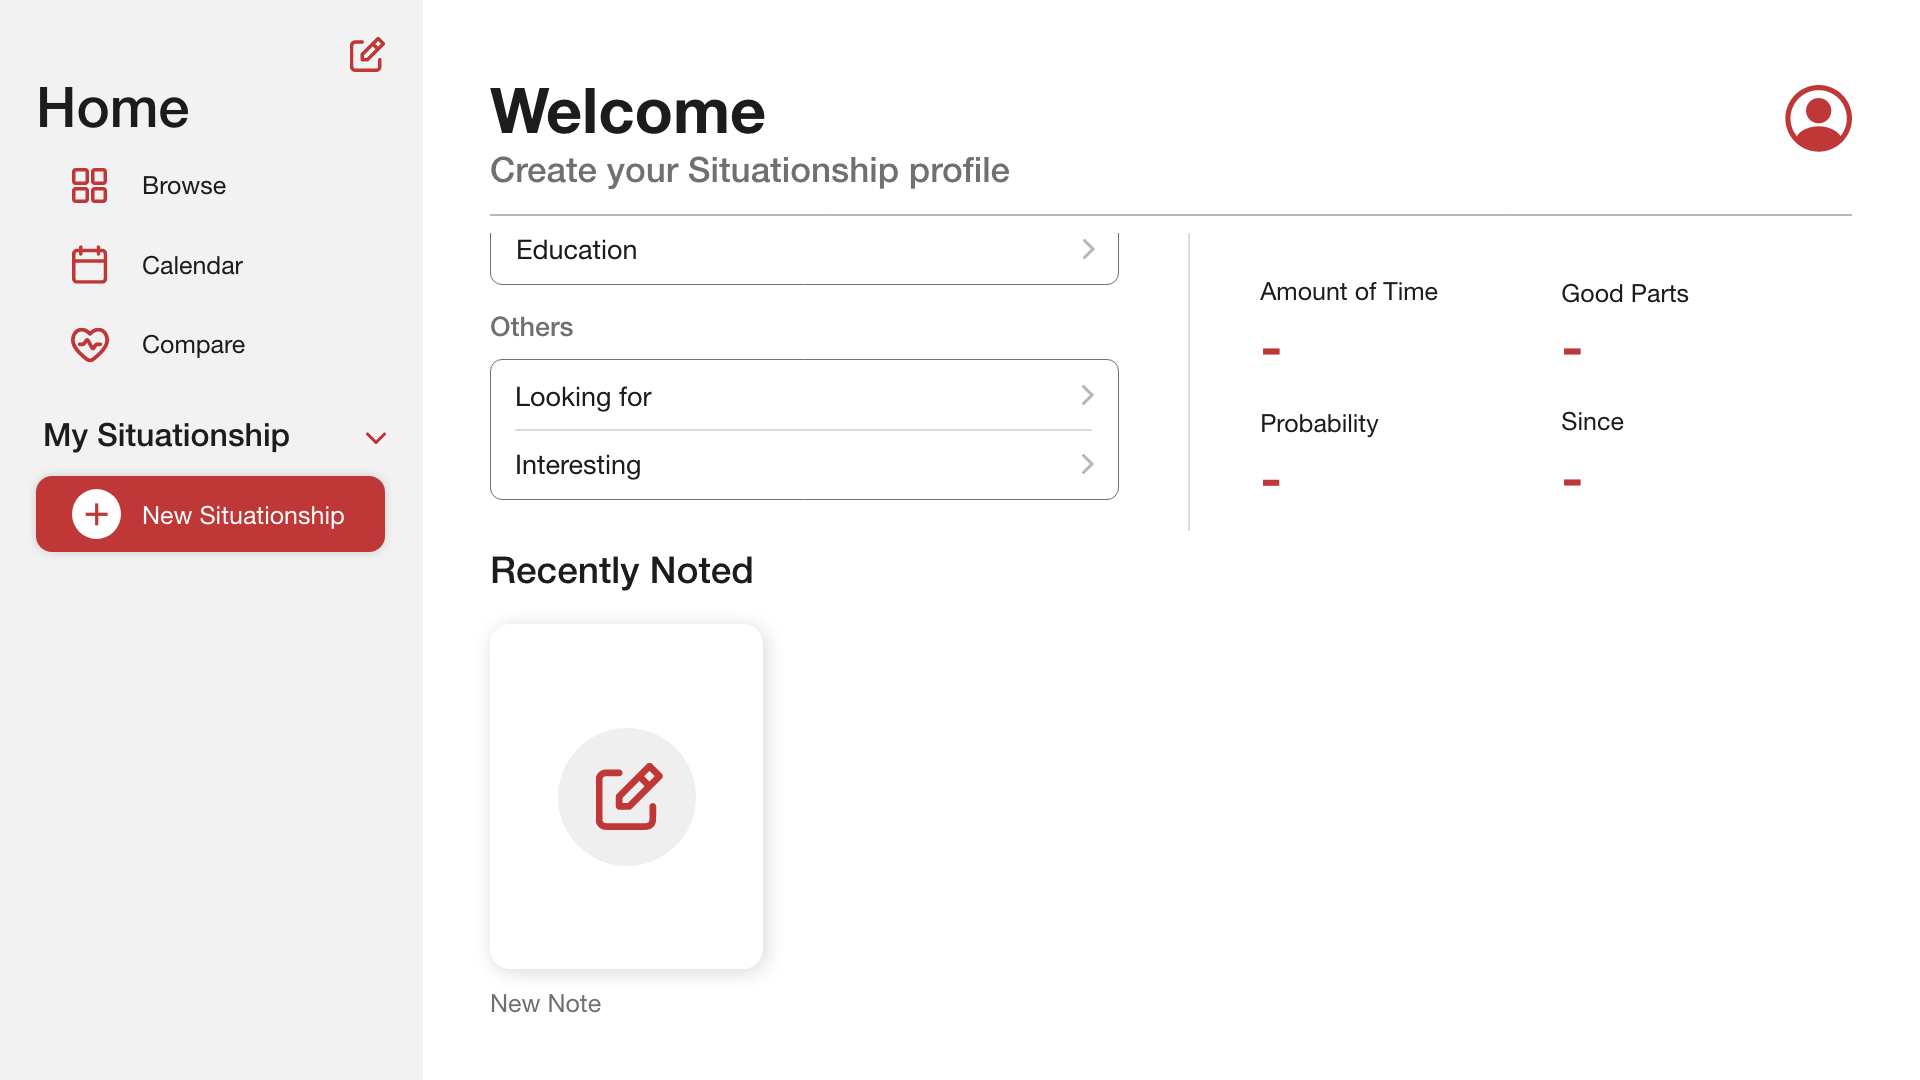 Home
Browse
Calendar
Compare
My Situationship
New Situationship
Welcome
Create your Situationship profile
Education
Others
Looking for
Interesting
Amount of Time
-
Good Parts
-
Probability
-
Since
-
Recently Noted
New Note